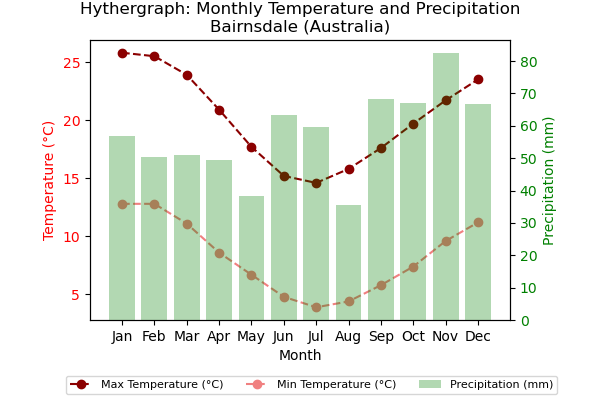 Hythergraph: Monthly Temperature and Precipitation
Bairnsdale (Australia)
Temperature (°C)
25
20
15
10
5
Precipitation (mm)
80
70
60
50
40
30
20
10
0
Jan Feb Mar Apr May Jun Jul Aug Sep Oct Nov Dec
Month
Max Temperature (°C) Min Temperature (°C) Precipitation (mm)